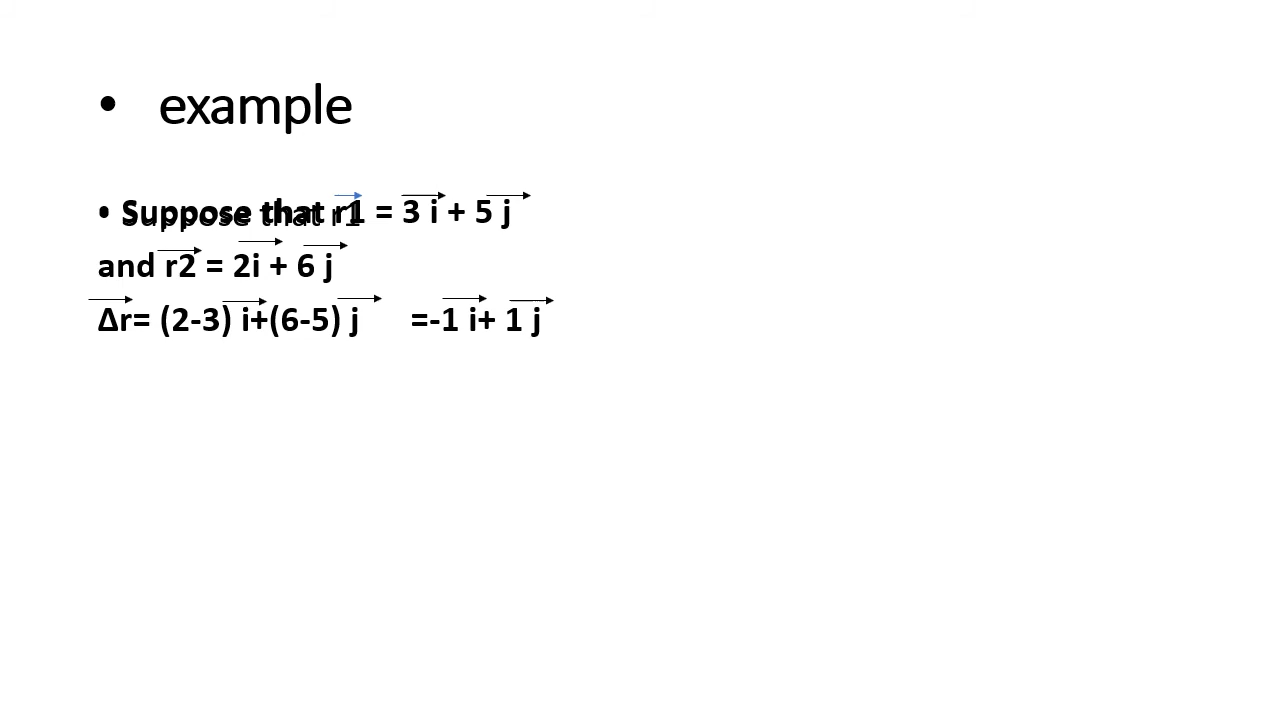 • example
• Suppose that r1 = 3 i + 5 j
and r2 = 2i + 6 j
Δr= (2-3) i+(6-5) j =-1 i+ 1 j